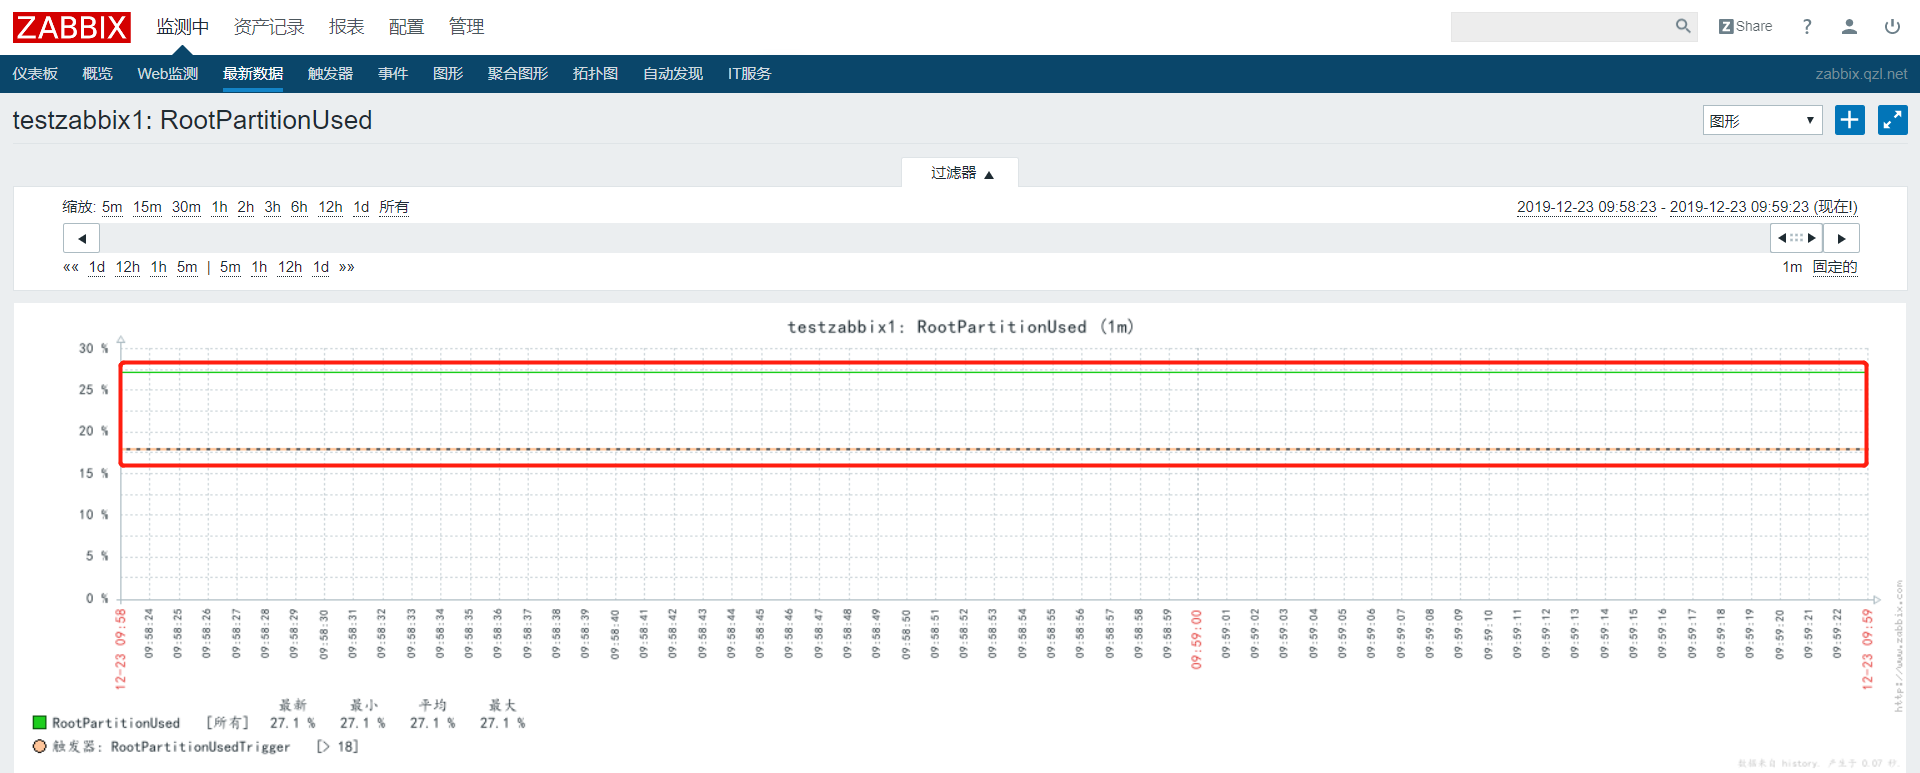 ZABBIX 监测中 资产记录 报表 配置 管理 Z Share ?
仪表板 概览 Web监测 最新数据 触发器 事件 图形 聚合图形 拓扑图 自动发现 IT服务 zabbix.qzl.net
testzabbix1: RootPartitionUsed 图形
过滤器 ▲
缩放: 5m 15m 30m 1h 2h 3h 6h 12h 1d 所有 2019-12-23 09:58:23 - 2019-12-23 09:59:23 (现在!)
«« 1d 12h 1h 5m | 5m 1h 12h 1d »» 1m 固定的
testzabbix1: RootPartitionUsed (1m)
30 %
25 %
20 %
15 %
10 %
5 %
0 %
12-23 09:58 09:58:24 09:58:25 09:58:26 09:58:27 09:58:28 09:58:29 09:58:30 09:58:31 09:58:32 09:58:33 09:58:34 09:58:35 09:58:36 09:58:37 09:58:38 09:58:39 09:58:40 09:58:41 09:58:42 09:58:43 09:58:44 09:58:45 09:58:46 09:58:47 09:58:48 09:58:49 09:58:50 09:58:51 09:58:52 09:58:53 09:58:54 09:58:55 09:58:56 09:58:57 09:58:58 09:58:59 09:59:00 09:59:01 09:59:02 09:59:03 09:59:04 09:59:05 09:59:06 09:59:07 09:59:08 09:59:09 09:59:10 09:59:11 09:59:12 09:59:13 09:59:14 09:59:15 09:59:16 09:59:17 09:59:18 09:59:19 09:59:20 09:59:21 09:59:22 12-23 09:59
http://www.zabbix.com
最新 最小 平均 最大
RootPartitionUsed [所有] 27.1 % 27.1 % 27.1 % 27.1 %
触发器: RootPartitionUsedTrigger [> 18]
数据来自 history. 产生于 0.07 秒.